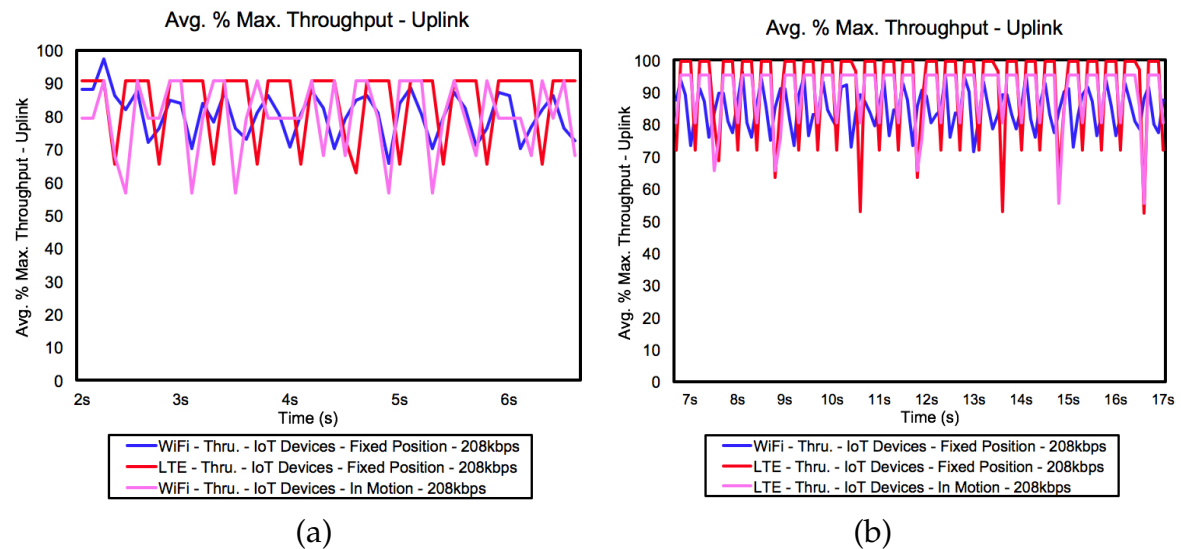 Avg. % Max. Throughput - Uplink
Avg. % Max. Throughput - Uplink
100
90
80
70
60
50
40
30
20
10
0
2s 3s 4s 5s 6s
Time (s)
WiFi - Thru. - IoT Devices - Fixed Position - 208kbps
LTE - Thru. - IoT Devices - Fixed Position - 208kbps
WiFi - Thru. - IoT Devices - In Motion - 208kbps
(a)
Avg. % Max. Throughput - Uplink
Avg. % Max. Throughput - Uplink
100
90
80
70
60
50
40
30
20
10
0
7s 8s 9s 10s 11s 12s 13s 14s 15s 16s 17s
Time (s)
WiFi - Thru. - IoT Devices - Fixed Position - 208kbps
LTE - Thru. - IoT Devices - Fixed Position - 208kbps
LTE - Thru. - IoT Devices - In Motion - 208kbps
(b)